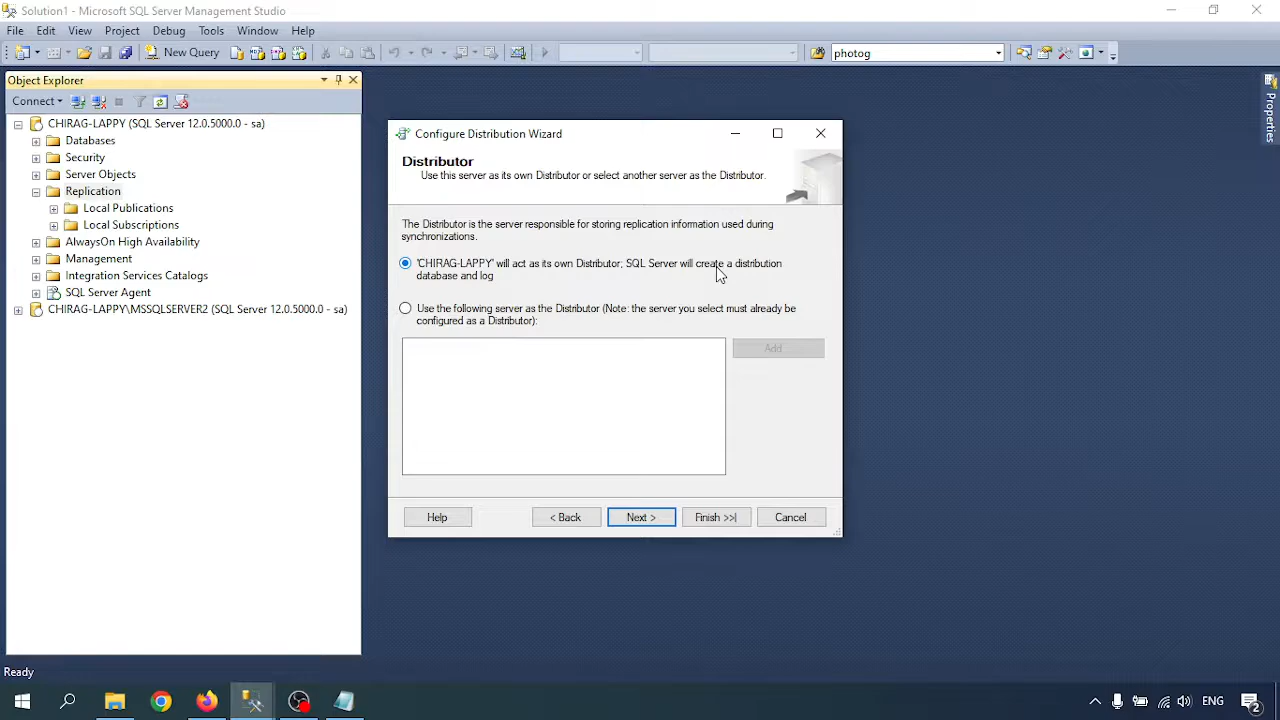 Solution1 - Microsoft SQL Server Management Studio
File Edit View Project Debug Tools Window Help
New Query
photog
Object Explorer
Connect
CHIRAG-LAPPY (SQL Server 12.0.5000.0 - sa)
Databases
Security
Server Objects
Replication
Local Publications
Local Subscriptions
AlwaysOn High Availability
Management
Integration Services Catalogs
SQL Server Agent
CHIRAG-LAPPY\MSSQLSERVER2 (SQL Server 12.0.5000.0 - sa)
Configure Distribution Wizard
Distributor
Use this server as its own Distributor or select another server as the Distributor.
The Distributor is the server responsible for storing replication information used during
synchronizations.
'CHIRAG-LAPPY' will act as its own Distributor; SQL Server will create a distribution
database and log
Use the following server as the Distributor (Note: the server you select must already be
configured as a Distributor):
Add
Help
< Back
Next >
Finish >>|
Cancel
Properties
Ready
ENG
2